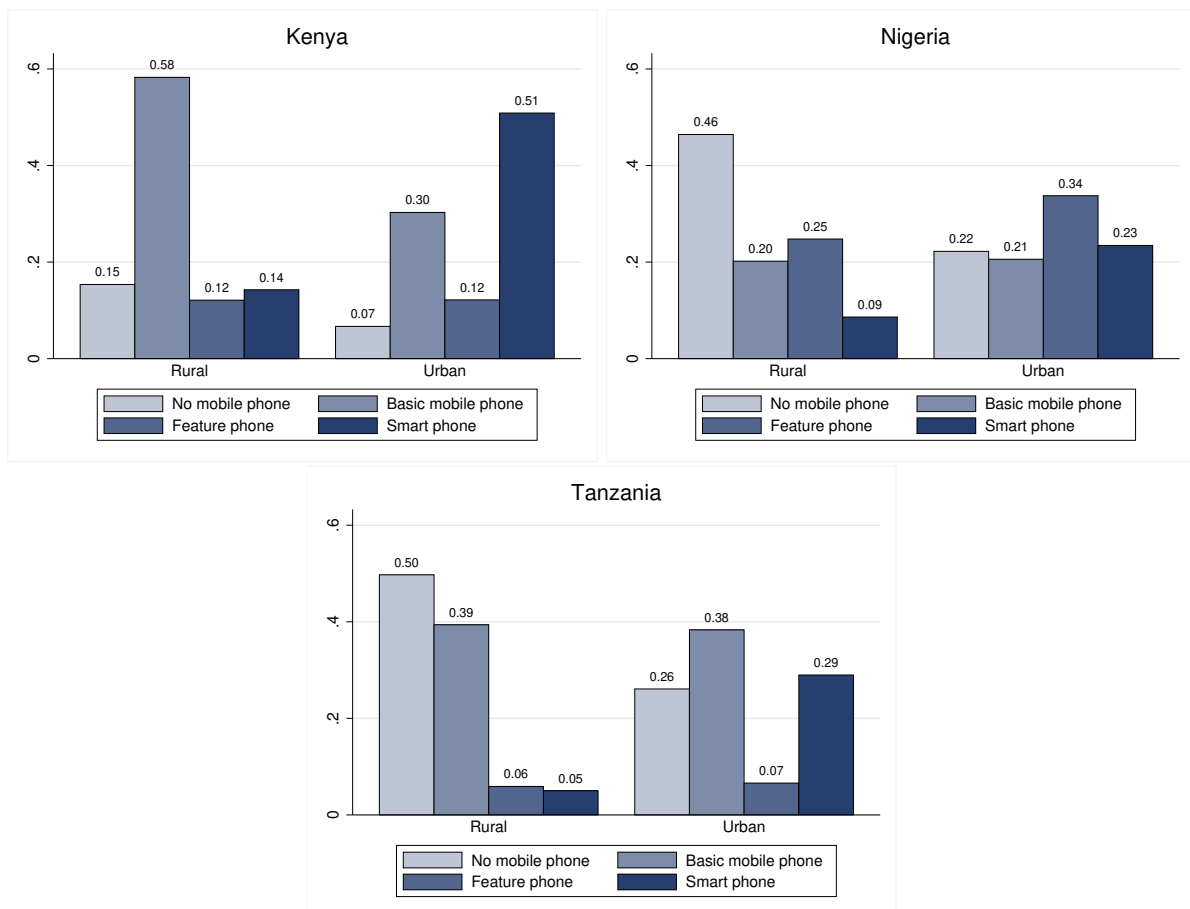 Kenya
.6
.4
.2
0
0.58
0.51
0.30
0.15
0.12
0.14
0.07
0.12
Rural
Urban
No mobile phone
Basic mobile phone
Feature phone
Smart phone
Nigeria
.6
.4
.2
0
0.46
0.20
0.25
0.09
0.22
0.21
0.34
0.23
Rural
Urban
No mobile phone
Basic mobile phone
Feature phone
Smart phone
Tanzania
.6
.4
.2
0
0.50
0.39
0.06
0.05
0.26
0.38
0.07
0.29
Rural
Urban
No mobile phone
Basic mobile phone
Feature phone
Smart phone